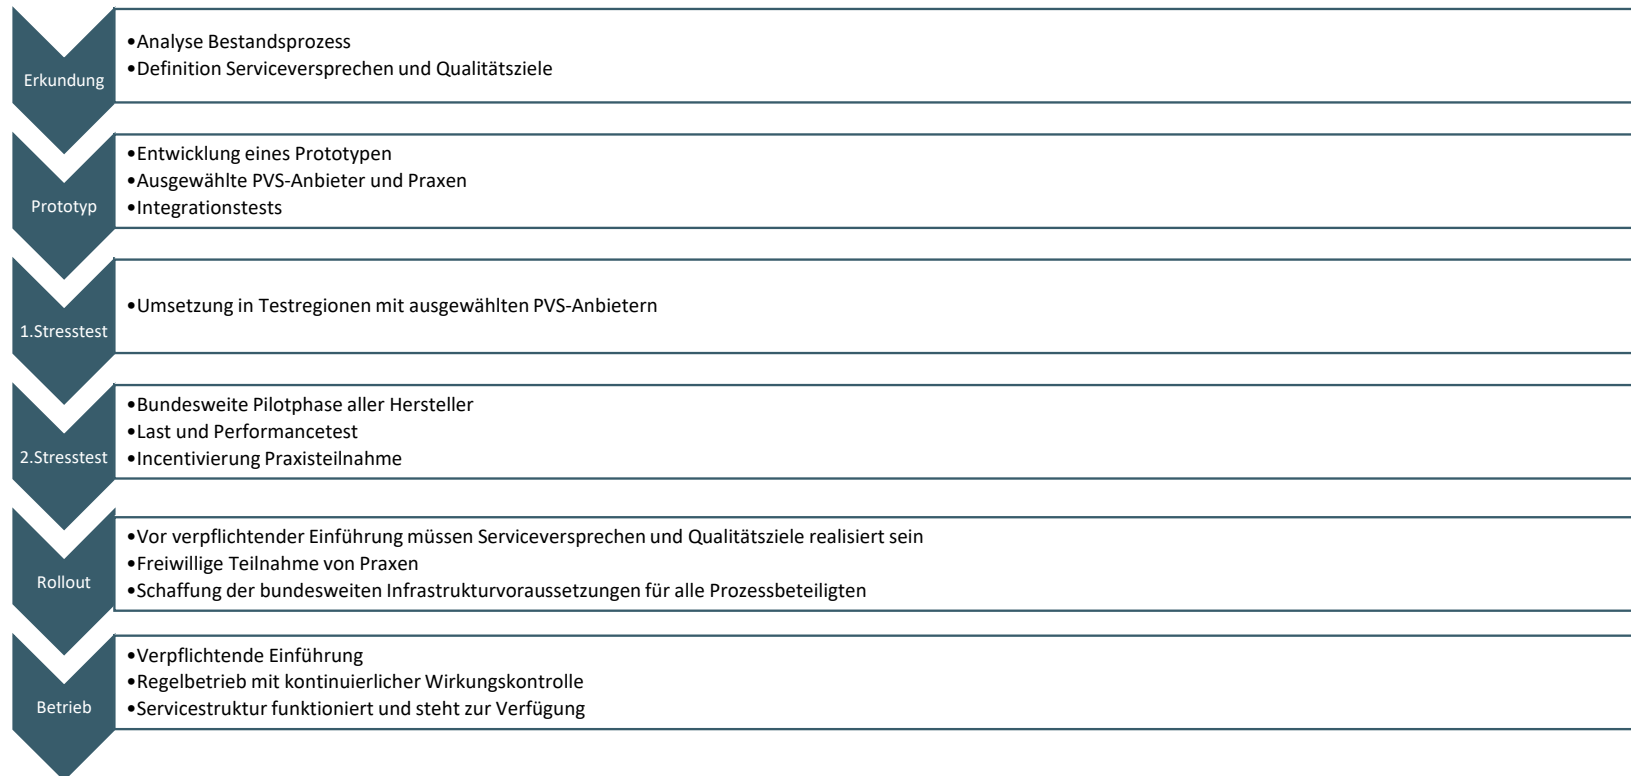 Erkundung
•Analyse Bestandsprozess
•Definition Serviceversprechen und Qualitätsziele
Prototyp
•Entwicklung eines Prototypen
•Ausgewählte PVS-Anbieter und Praxen
•Integrationstests
1.Stresstest
•Umsetzung in Testregionen mit ausgewählten PVS-Anbietern
2.Stresstest
•Bundesweite Pilotphase aller Hersteller
•Last und Performancetest
•Incentivierung Praxisteilnahme
Rollout
•Vor verpflichtender Einführung müssen Serviceversprechen und Qualitätsziele realisiert sein
•Freiwillige Teilnahme von Praxen
•Schaffung der bundesweiten Infrastrukturvoraussetzungen für alle Prozessbeteiligten
Betrieb
•Verpflichtende Einführung
•Regelbetrieb mit kontinuierlicher Wirkungskontrolle
•Servicestruktur funktioniert und steht zur Verfügung